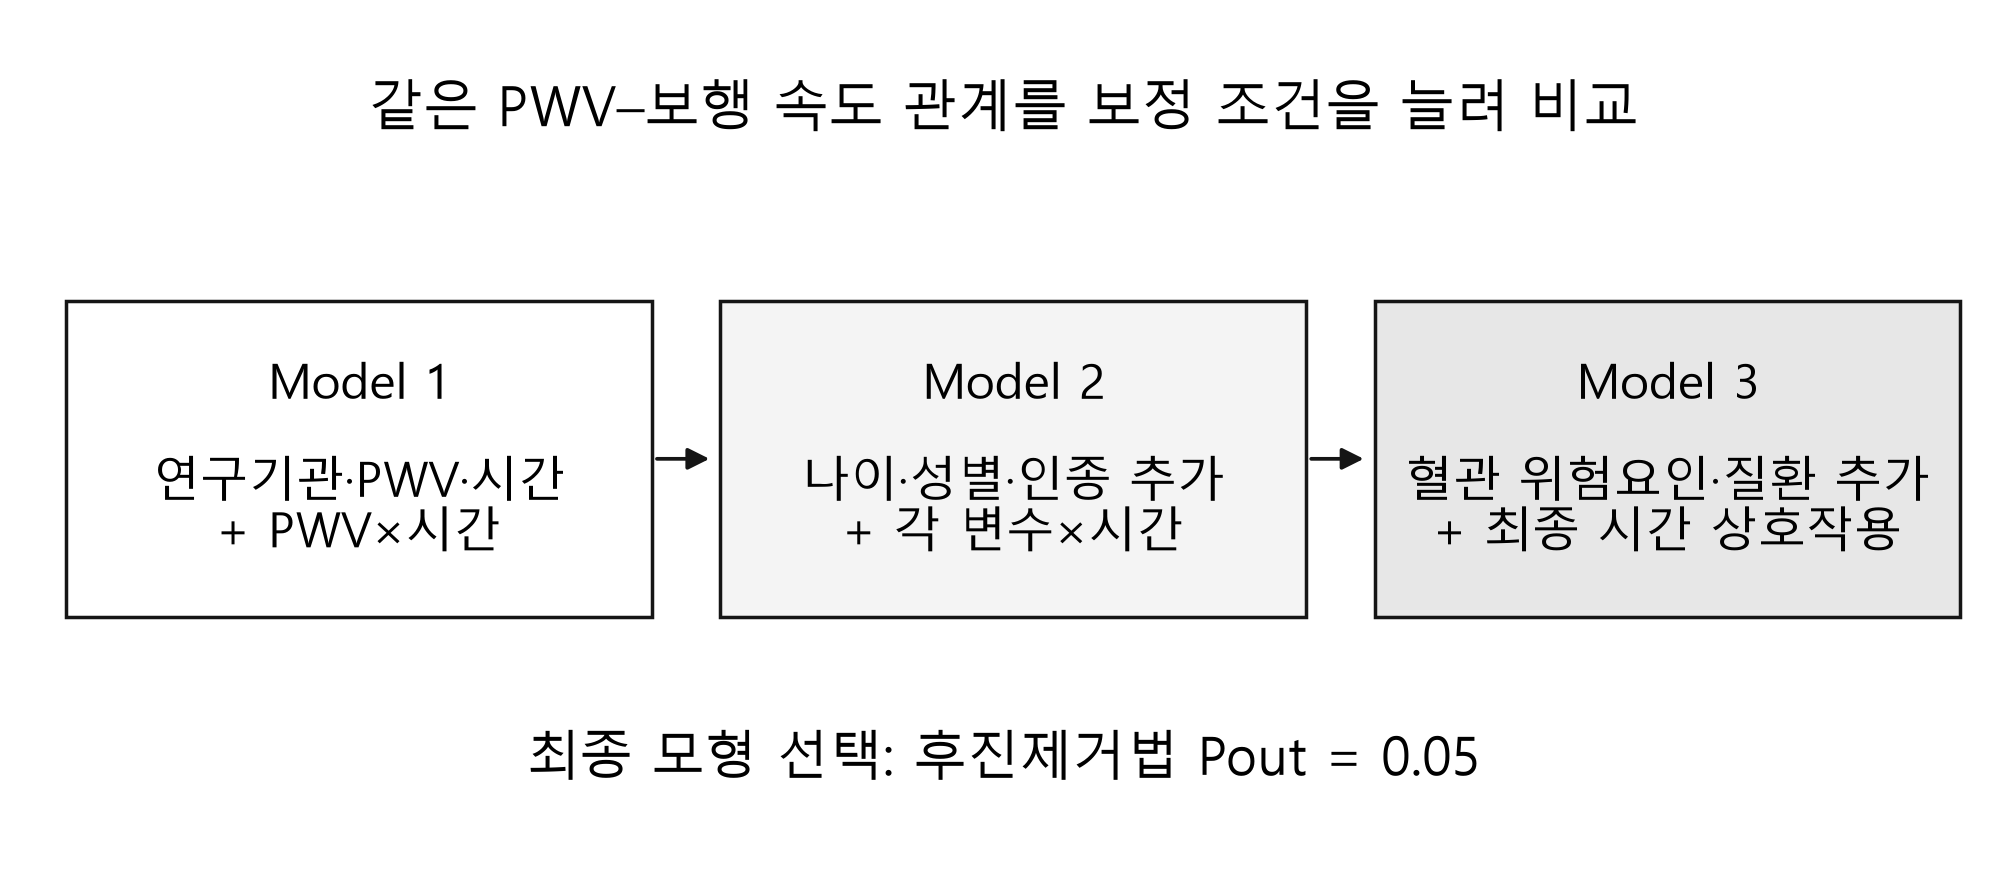 같은 PWV–보행 속도 관계를 보정 조건을 늘려 비교
Model 1
연구기관·PWV·시간
+ PWV×시간
Model 2
나이·성별·인종 추가
+ 각 변수×시간
Model 3
혈관 위험요인·질환 추가
+ 최종 시간 상호작용
최종 모형 선택: 후진제거법 Pout = 0.05